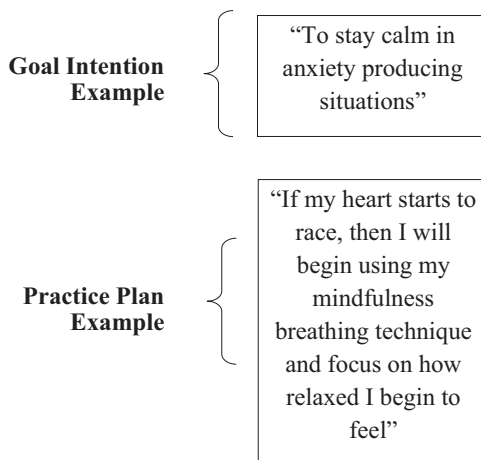 Goal Intention
Example
“To stay calm in
anxiety producing
situations”
Practice Plan
Example
“If my heart starts to
race, then I will
begin using my
mindfulness
breathing technique
and focus on how
relaxed I begin to
feel”